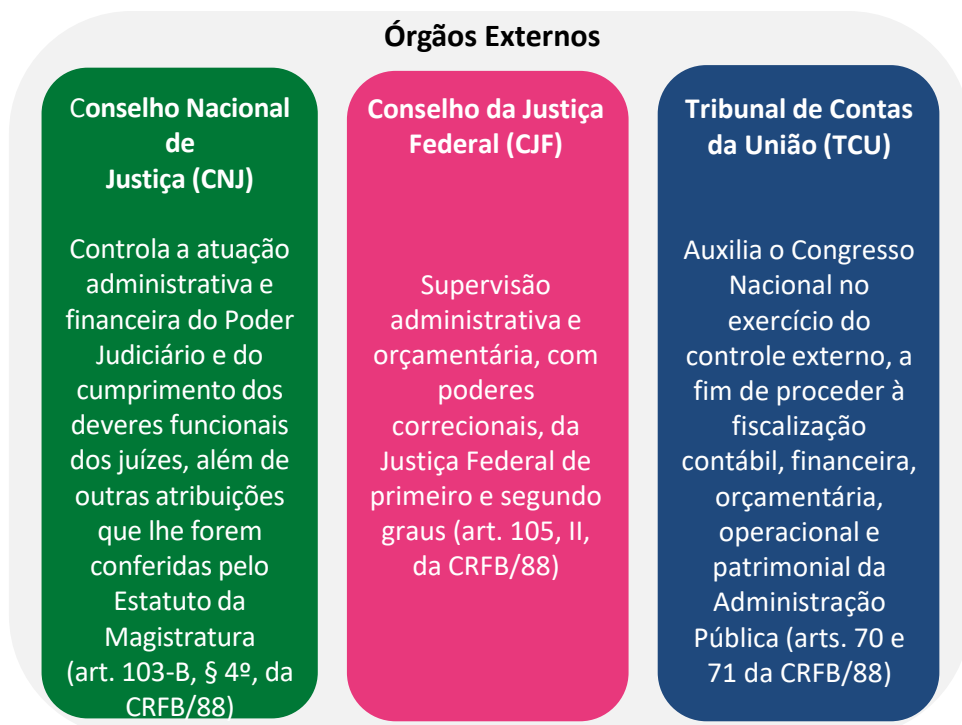 Órgãos Externos
Conselho Nacional
de
Justiça (CNJ)
Controla a atuação
administrativa e
financeira do Poder
Judiciário e do
cumprimento dos
deveres funcionais
dos juízes, além de
outras atribuições
que lhe forem
conferidas pelo
Estatuto da
Magistratura
(art. 103-B, § 4º, da
CRFB/88)
Conselho da Justiça
Federal (CJF)
Supervisão
administrativa e
orçamentária, com
poderes
correcionais, da
Justiça Federal de
primeiro e segundo
graus (art. 105, II,
da CRFB/88)
Tribunal de Contas
da União (TCU)
Auxilia o Congresso
Nacional no
exercício do
controle externo, a
fim de proceder à
fiscalização
contábil, financeira,
orçamentária,
operacional e
patrimonial da
Administração
Pública (arts. 70 e
71 da CRFB/88)